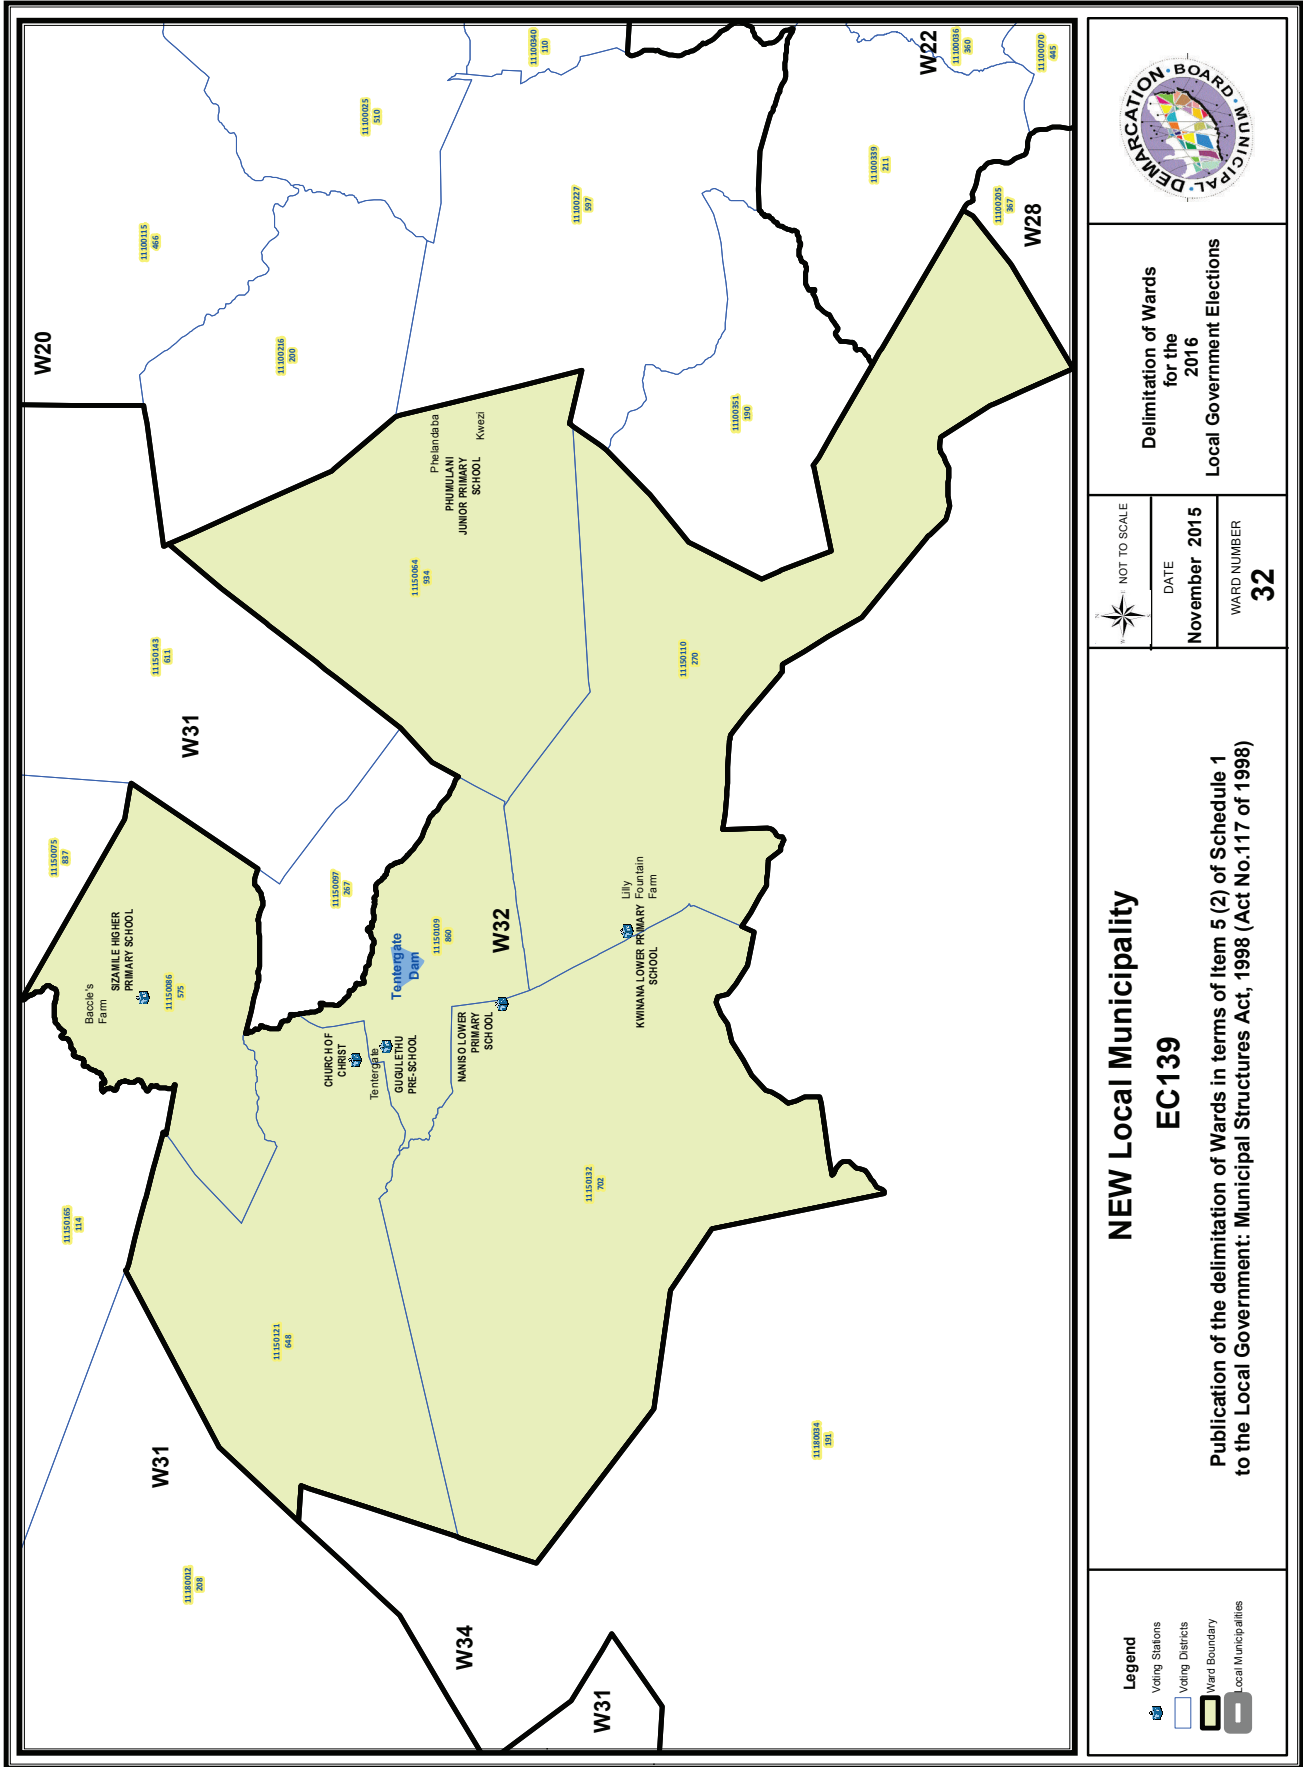 W20
W22
W28
W31
W32
W31
W34
W31
11100340
110
11100036
360
11100070
445
11100025
510
11100339
211
11100115
466
11100227
597
11100205
367
11100216
200
11100351
190
Phelandaba
Kwezi
PHUMULANI
JUNIOR PRIMARY
SCHOOL
11150064
934
11150143
611
11150110
270
11150075
837
11150097
267
11150109
860
Tentergate
Dam
Lilly
Fountain
Farm
KWINANA LOWER PRIMARY
SCHOOL
SIZAMILE HIGHER
PRIMARY SCHOOL
Baccle's
Farm
11150086
575
CHURCH OF
CHRIST
Tentergate
GUGULETHU
PRE-SCHOOL
NANISO LOWER
PRIMARY
SCHOOL
11150132
702
11150165
114
11150121
648
11180034
191
11180012
208
Legend
Voting Stations
Voting Districts
Ward Boundary
Local Municipalities
NEW Local Municipality
EC139
Publication of the delimitation of Wards in terms of Item 5 (2) of Schedule 1
to the Local Government: Municipal Structures Act, 1998 (Act No.117 of 1998)
NOT TO SCALE
DATE
November 2015
WARD NUMBER
32
Delimitation of Wards
for the
2016
Local Government Elections
MUNICIPAL DEMARCATION BOARD